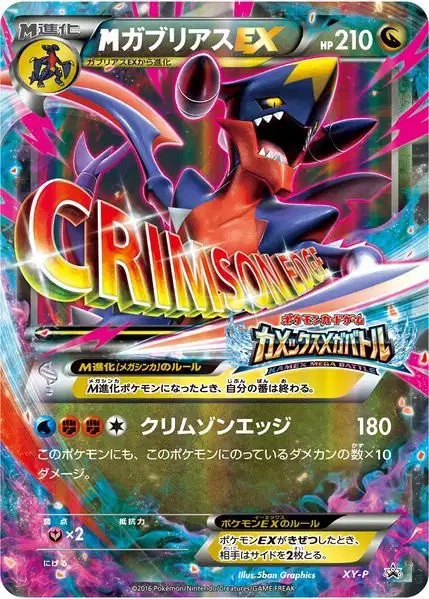 M進化
MガブリアスEX
HP210
ガブリアスEXから進化
CRIMSON EDGE
ポケモンカードゲーム
カメックスメガバトル
KAMEX MEGA BATTLE
M進化[メガシンカ]のルール
M進化ポケモンになったとき、自分の番は終わる。
クリムゾンエッジ 180
このポケモンにも、このポケモンにのっているダメカンの数×10
ダメージ。
弱点 抵抗力
×2
ポケモンEXのルール
ポケモンEXがきぜつしたとき、
相手はサイドを2枚とる。
にげる
Illus.5ban Graphics
XY-P
©2016 Pokémon/Nintendo/Creatures/GAME FREAK.